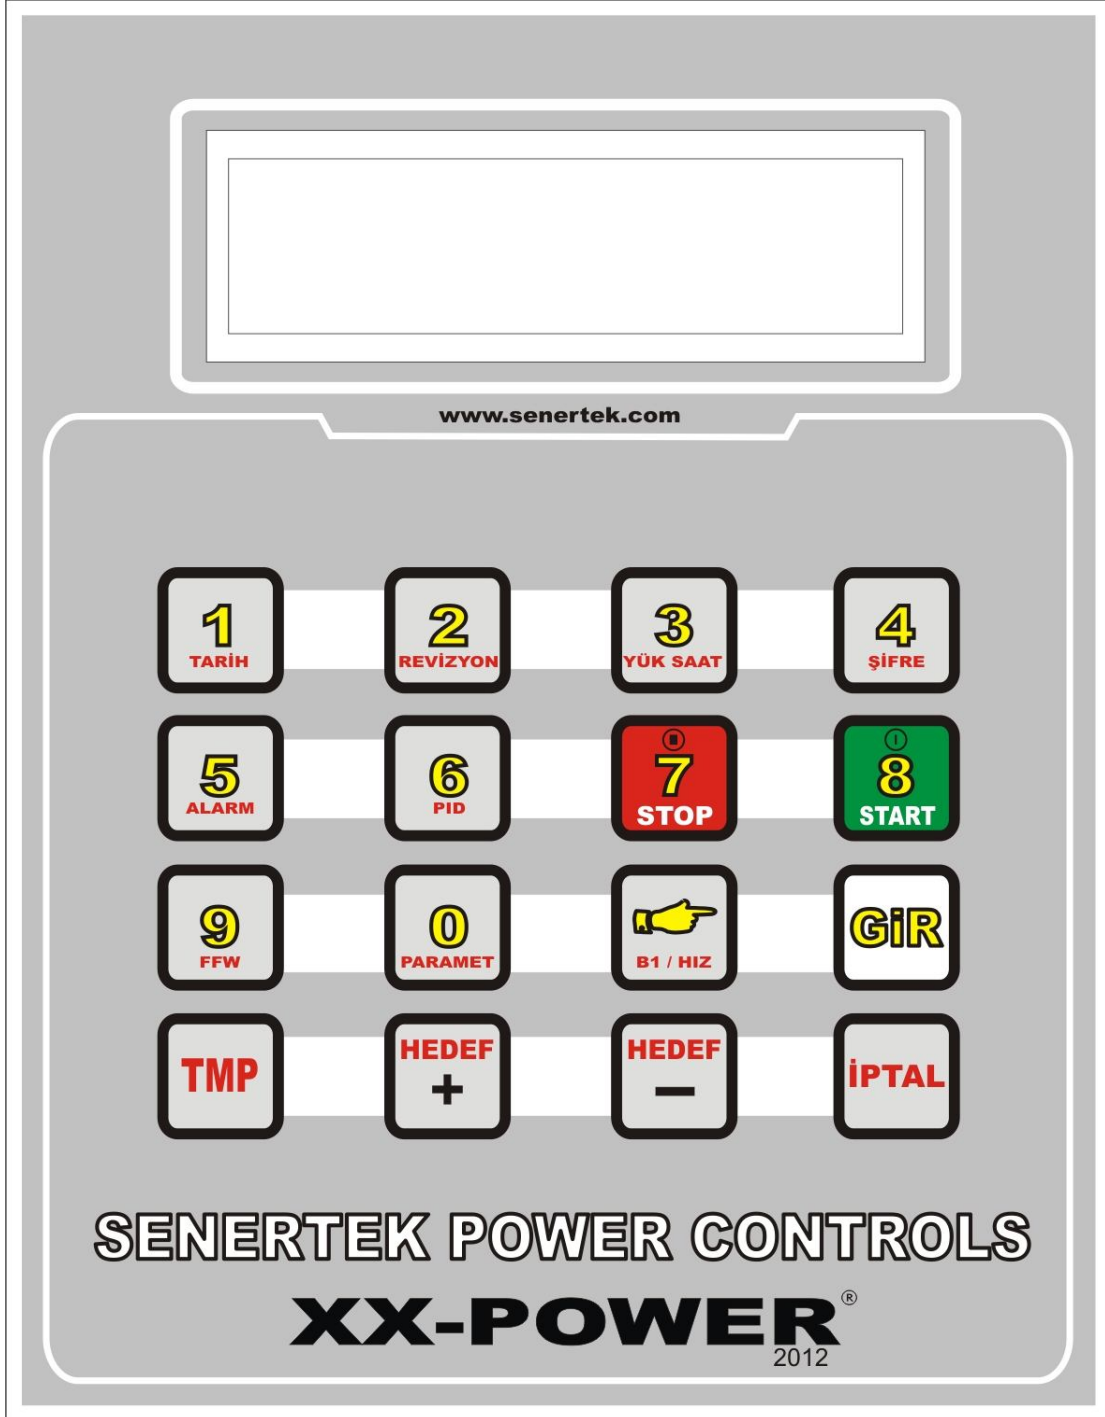 www.senertek.com
1
TARİH
2
REVİZYON
3
YÜK SAAT
4
ŞİFRE
5
ALARM
6
PID
7
STOP
8
START
9
FFW
0
PARAMET
B1 / HIZ
GİR
TMP
HEDEF
+
HEDEF
−
İPTAL
SENERTEK POWER CONTROLS
XX-POWER®
2012